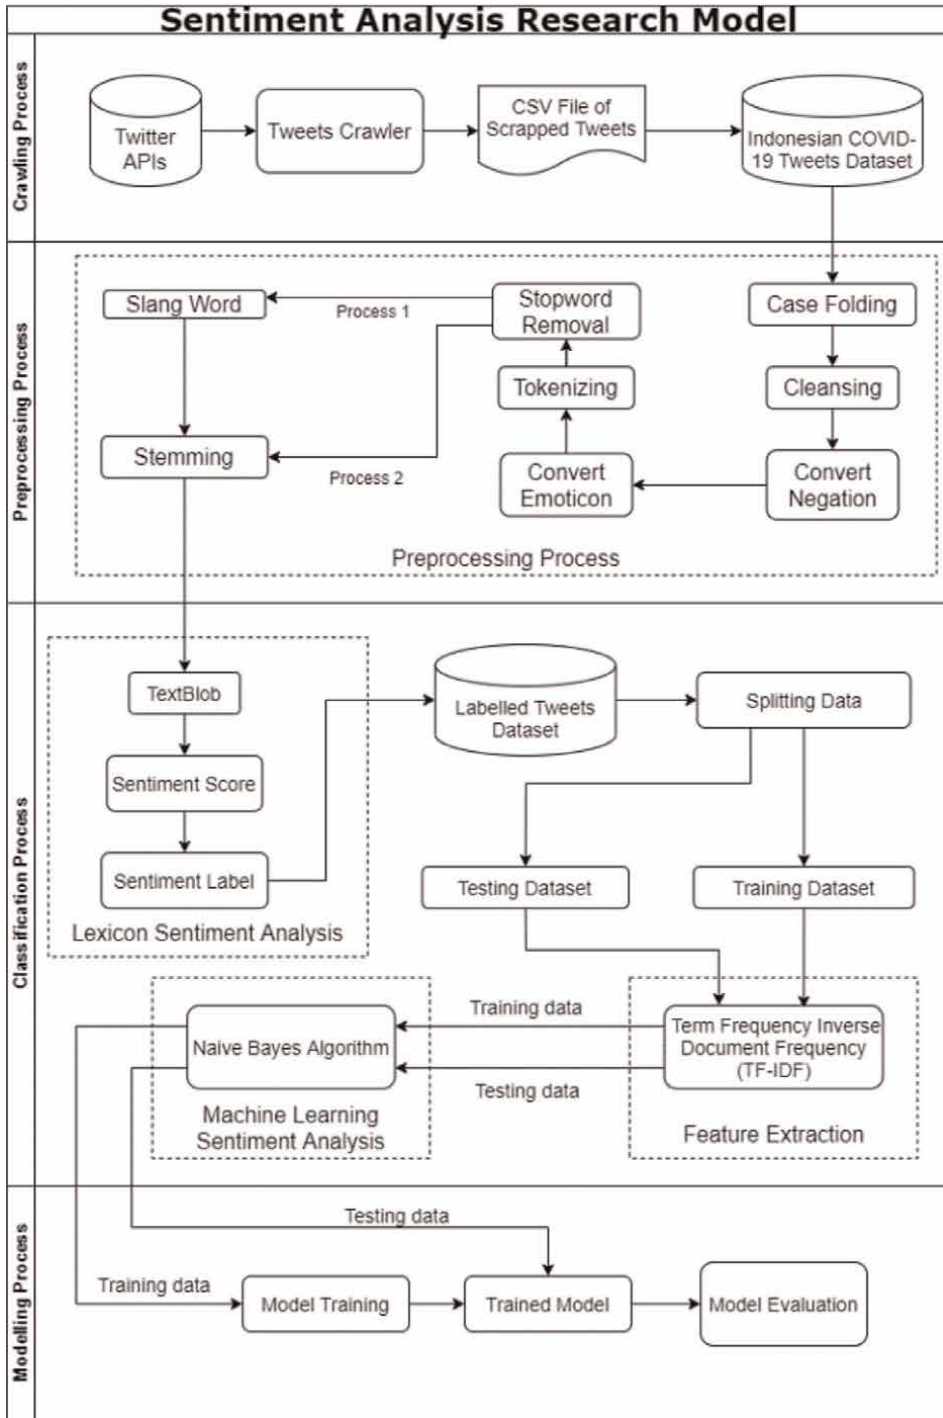 Sentiment Analysis Research Model
Crawling Process
Twitter
APIs
Tweets Crawler
CSV File of
Scrapped Tweets
Indonesian COVID-
19 Tweets Dataset
Preprocessing Process
Slang Word
Process 1
Stopword
Removal
Case Folding
Tokenizing
Cleansing
Stemming
Process 2
Convert
Emoticon
Convert
Negation
Preprocessing Process
Classification Process
TextBlob
Sentiment Score
Sentiment Label
Lexicon Sentiment Analysis
Labelled Tweets
Dataset
Splitting Data
Testing Dataset
Training Dataset
Naive Bayes Algorithm
Machine Learning
Sentiment Analysis
Training data
Testing data
Term Frequency Inverse
Document Frequency
(TF-IDF)
Feature Extraction
Modelling Process
Testing data
Training data
Model Training
Trained Model
Model Evaluation